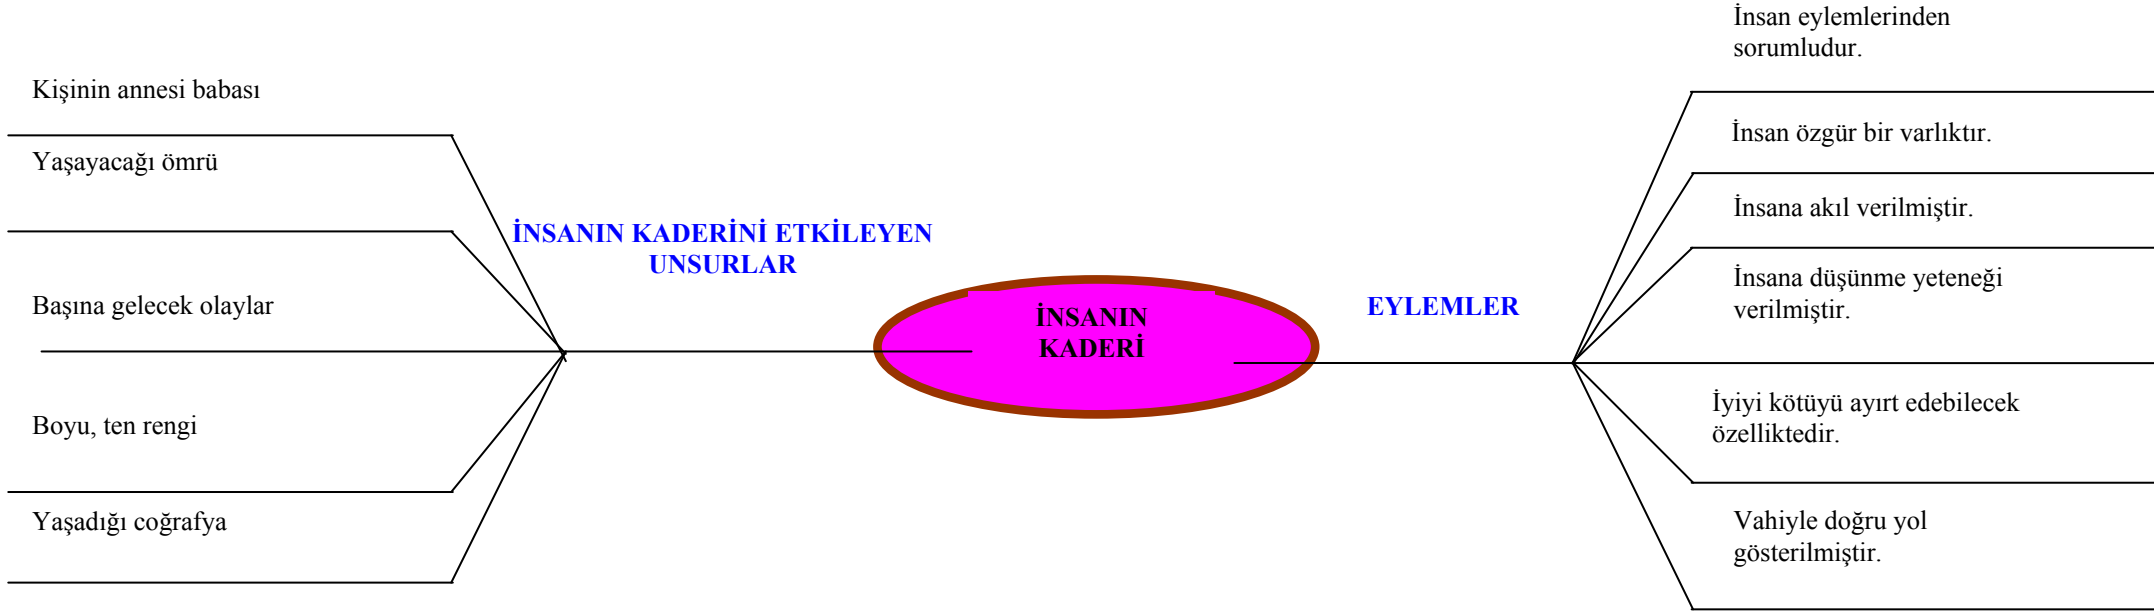 Kişinin annesi babası
Yaşayacağı ömrü
Başına gelecek olaylar
Boyu, ten rengi
Yaşadığı coğrafya
İNSANIN KADERİNİ ETKİLEYEN
UNSURLAR
İNSANIN
KADERİ
EYLEMLER
İnsan eylemlerinden
sorumludur.
İnsan özgür bir varlıktır.
İnsana akıl verilmiştir.
İnsana düşünme yeteneği
verilmiştir.
İyiyi kötüyü ayırt edebilecek
özelliktedir.
Vahiyle doğru yol
gösterilmiştir.